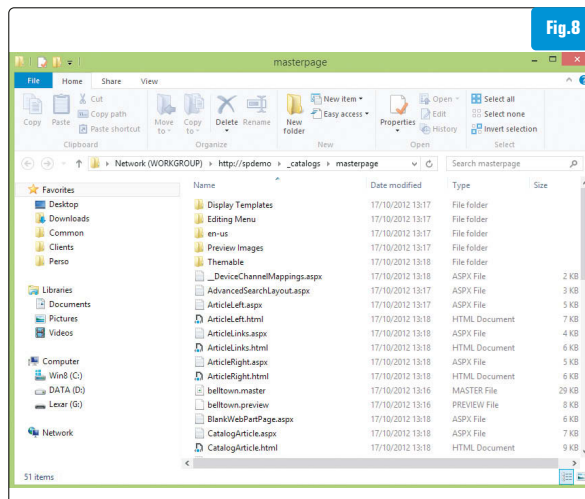 Fig.8
masterpage
File Home Share View
Copy
Paste
Cut
Copy path
Paste shortcut
Clipboard
Move to
Copy to
Delete
Rename
Organize
New folder
New item
Easy access
New
Properties
Open
Edit
History
Open
Select all
Select none
Invert selection
Select
Network (WORKGROUP) http://spdemo _catalogs masterpage
Search masterpage
Favorites
Desktop
Downloads
Common
Clients
Perso
Libraries
Documents
Pictures
Videos
Computer
Win8 (C:)
DATA (D:)
Lexar (G:)
Network
Name Date modified Type Size
Display Templates 17/10/2012 13:17 File folder
Editing Menu 17/10/2012 13:17 File folder
en-us 17/10/2012 13:17 File folder
Preview Images 17/10/2012 13:17 File folder
Themable 17/10/2012 13:18 File folder
__DeviceChannelMappings.aspx 17/10/2012 13:18 ASPX File 2 KB
AdvancedSearchLayout.aspx 17/10/2012 13:17 ASPX File 3 KB
ArticleLeft.aspx 17/10/2012 13:17 ASPX File 5 KB
ArticleLeft.html 17/10/2012 13:18 HTML Document 7 KB
ArticleLinks.aspx 17/10/2012 13:18 ASPX File 4 KB
ArticleLinks.html 17/10/2012 13:18 HTML Document 6 KB
ArticleRight.aspx 17/10/2012 13:18 ASPX File 5 KB
ArticleRight.html 17/10/2012 13:18 HTML Document 6 KB
belltown.master 17/10/2012 13:16 MASTER File 29 KB
belltown.preview 17/10/2012 13:18 PREVIEW File 8 KB
BlankWebPartPage.aspx 17/10/2012 13:18 ASPX File 6 KB
CatalogArticle.aspx 17/10/2012 13:18 ASPX File 7 KB
CatalogArticle.html 17/10/2012 13:18 HTML Document 9 KB
51 items